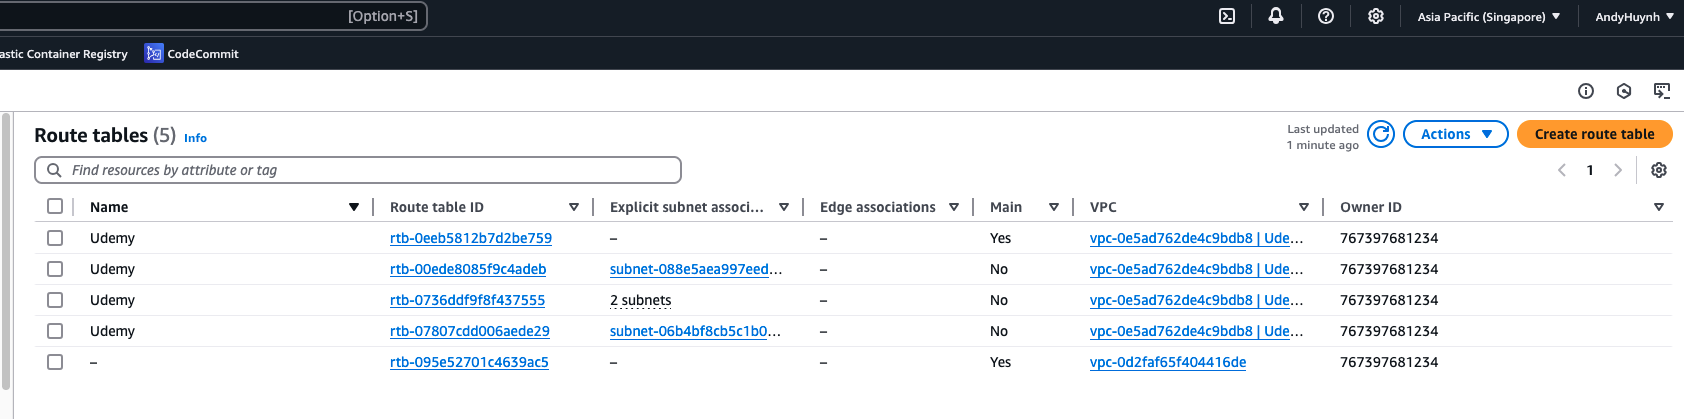 [Option+S]
Asia Pacific (Singapore) ▼
AndyHuynh ▼
astic Container Registry
CodeCommit
Route tables (5) Info
Last updated
1 minute ago
Actions ▼
Create route table
Find resources by attribute or tag
1
Name Route table ID Explicit subnet associ... Edge associations Main VPC Owner ID
Udemy rtb-0eeb5812b7d2be759 – – Yes vpc-0e5ad762de4c9bdb8 | Ude... 767397681234
Udemy rtb-00ede8085f9c4adeb subnet-088e5aea997eed... – No vpc-0e5ad762de4c9bdb8 | Ude... 767397681234
Udemy rtb-0736ddf9f8f437555 2 subnets – No vpc-0e5ad762de4c9bdb8 | Ude... 767397681234
Udemy rtb-07807cdd006aede29 subnet-06b4bf8cb5c1b0... – No vpc-0e5ad762de4c9bdb8 | Ude... 767397681234
– rtb-095e52701c4639ac5 – – Yes vpc-0d2faf65f404416de 767397681234